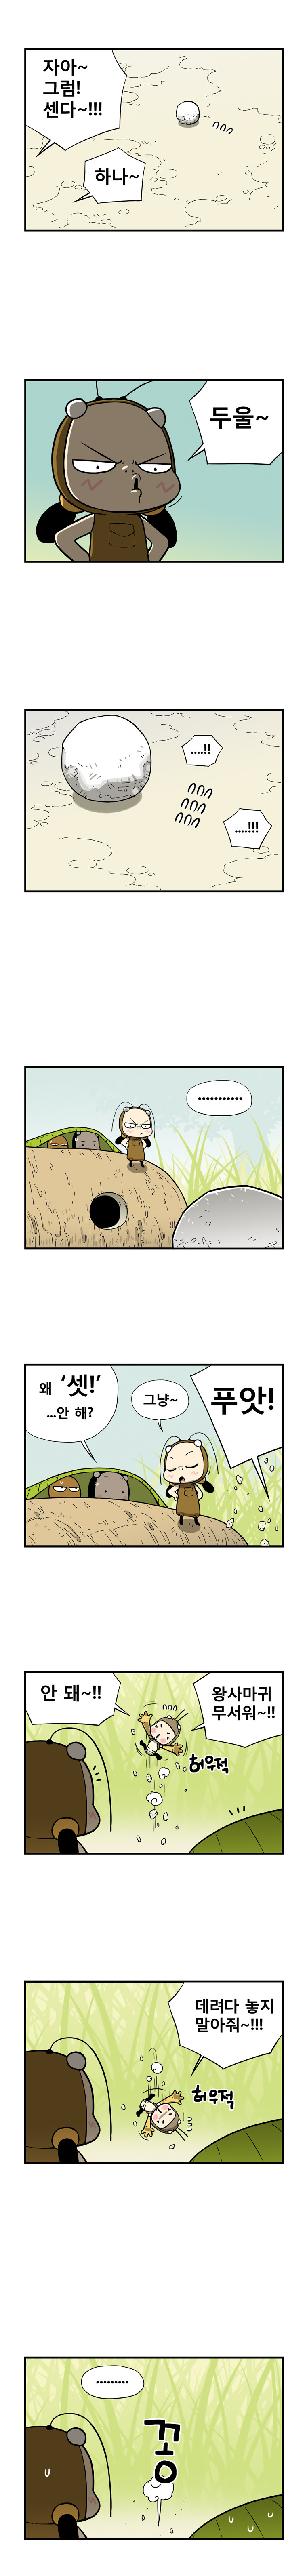 자아~
그럼!
센다~!!!
하나~
두울~
....!!
....!!!
...........
왜 ‘셋!’
...안 해?
그냥~
푸앗!
안 돼~!!
왕사마귀
무서워~!!
허우적
데려다 놓지
말아줘~!!!
허우적
.........
꽁